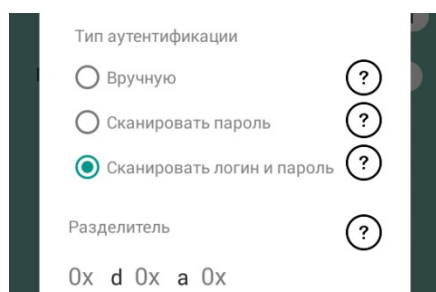 Тип аутентификации
Вручную ?
Сканировать пароль ?
Сканировать логин и пароль ?
Разделитель ?
0x d 0x a 0x